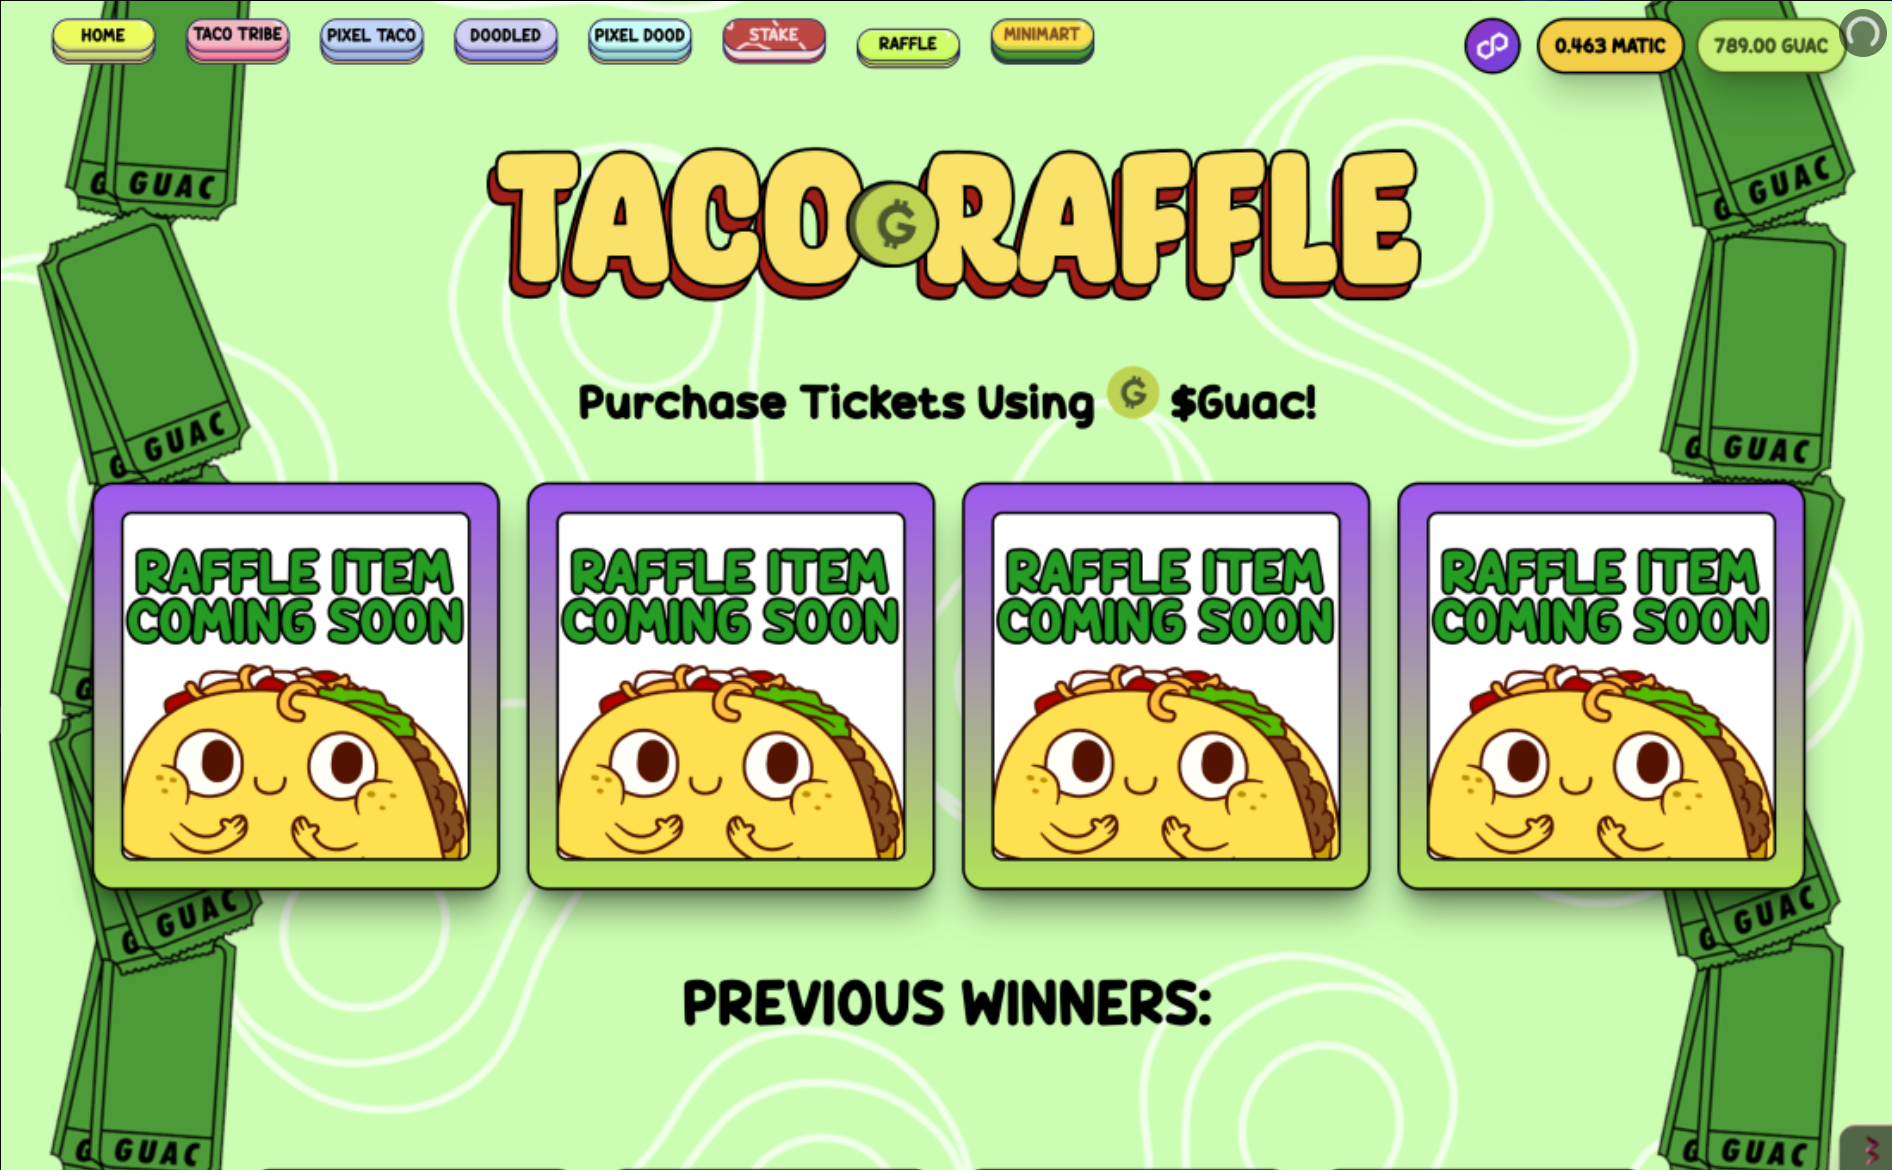 HOME
TACO TRIBE
PIXEL TACO
DOODLED
PIXEL DOOD
STAKE
RAFFLE
MINIMART
0.463 MATIC
789.00 GUAC
G GUAC
G GUAC
TACO G RAFFLE
Purchase Tickets Using G $Guac!
G GUAC
G GUAC
RAFFLE ITEM
COMING SOON
RAFFLE ITEM
COMING SOON
RAFFLE ITEM
COMING SOON
RAFFLE ITEM
COMING SOON
G
G GUAC
G GUAC
PREVIOUS WINNERS:
G GUAC
G GUAC